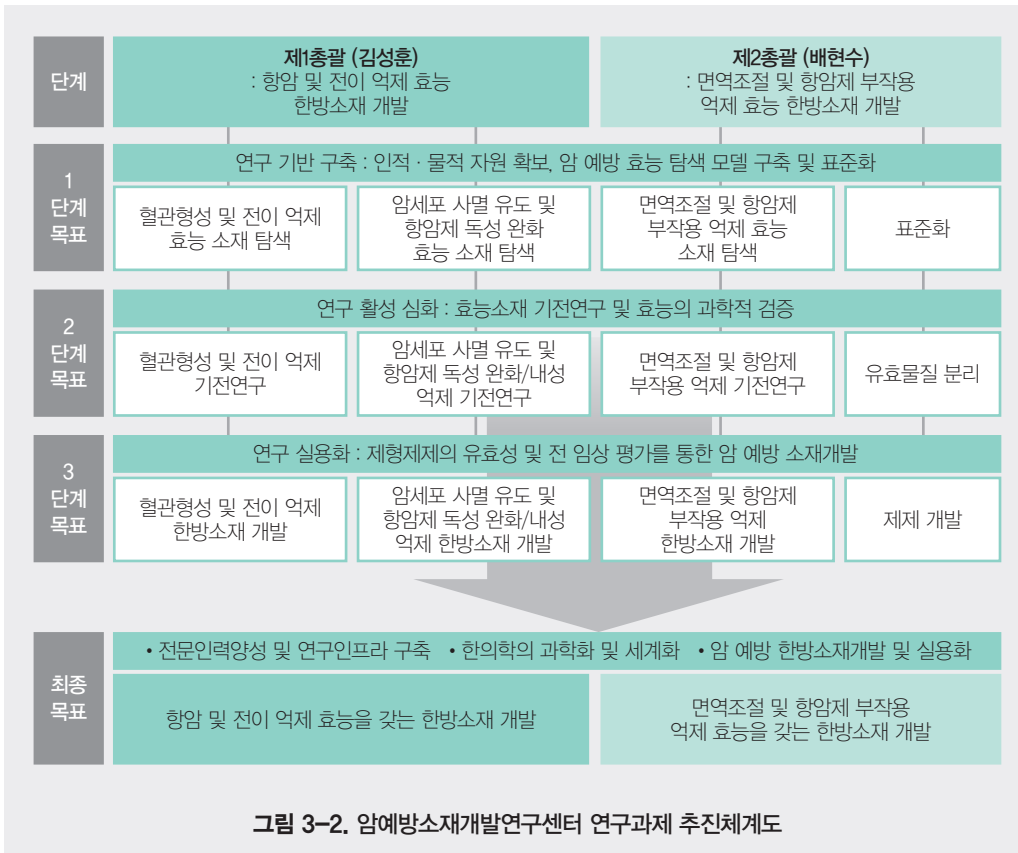 단계
제1총괄 (김성훈)
: 항암 및 전이 억제 효능
한방소재 개발
제2총괄 (배현수)
: 면역조절 및 항암제 부작용
억제 효능 한방소재 개발
1
단계
목표
연구 기반 구축 : 인적 · 물적 자원 확보, 암 예방 효능 탐색 모델 구축 및 표준화
혈관형성 및 전이 억제
효능 소재 탐색
암세포 사멸 유도 및
항암제 독성 완화
효능 소재 탐색
면역조절 및 항암제
부작용 억제 효능
소재 탐색
표준화
2
단계
목표
연구 활성 심화 : 효능소재 기전연구 및 효능의 과학적 검증
혈관형성 및 전이 억제
기전연구
암세포 사멸 유도 및
항암제 독성 완화/내성
억제 기전연구
면역조절 및 항암제
부작용 억제 기전연구
유효물질 분리
3
단계
목표
연구 실용화 : 제형제제의 유효성 및 전 임상 평가를 통한 암 예방 소재개발
혈관형성 및 전이 억제
한방소재 개발
암세포 사멸 유도 및
항암제 독성 완화/내성
억제 한방소재 개발
면역조절 및 항암제
부작용 억제
한방소재 개발
제제 개발
최종
목표
• 전문인력양성 및 연구인프라 구축 • 한의학의 과학화 및 세계화 • 암 예방 한방소재개발 및 실용화
항암 및 전이 억제 효능을 갖는 한방소재 개발
면역조절 및 항암제 부작용
억제 효능을 갖는 한방소재 개발
그림 3-2. 암예방소재개발연구센터 연구과제 추진체계도